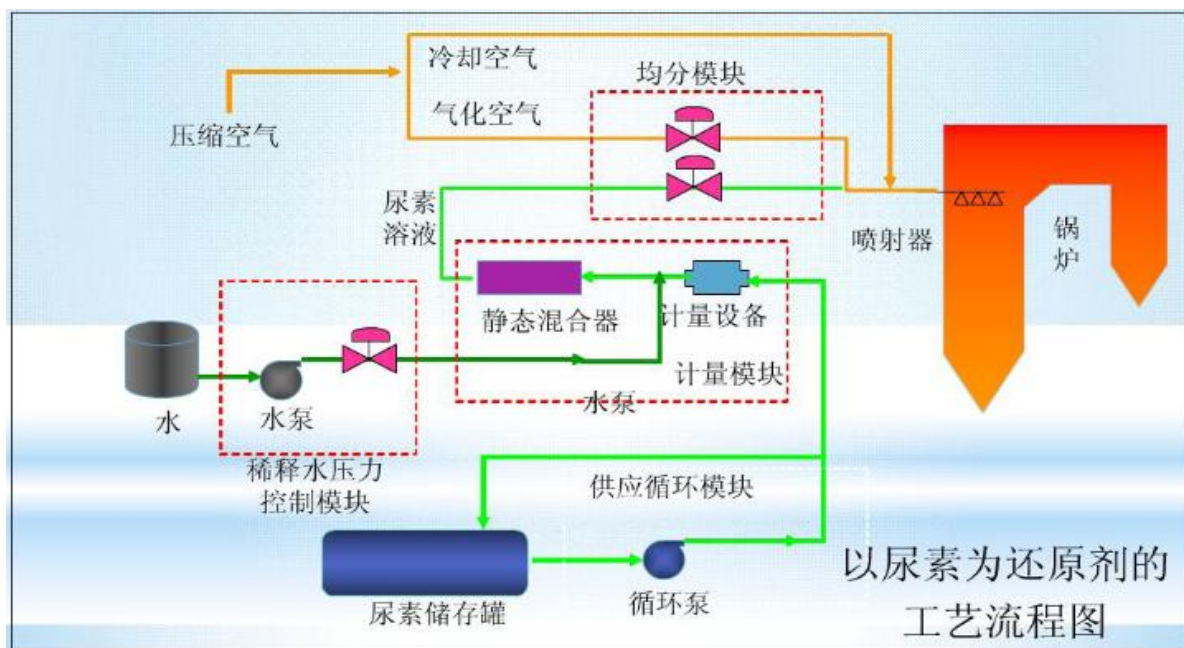 冷却空气
均分模块
气化空气
压缩空气
尿素
溶液
喷射器
锅
炉
静态混合器
计量设备
计量模块
水泵
水
水泵
稀释水压力
控制模块
供应循环模块
尿素储存罐
循环泵
以尿素为还原剂的
工艺流程图